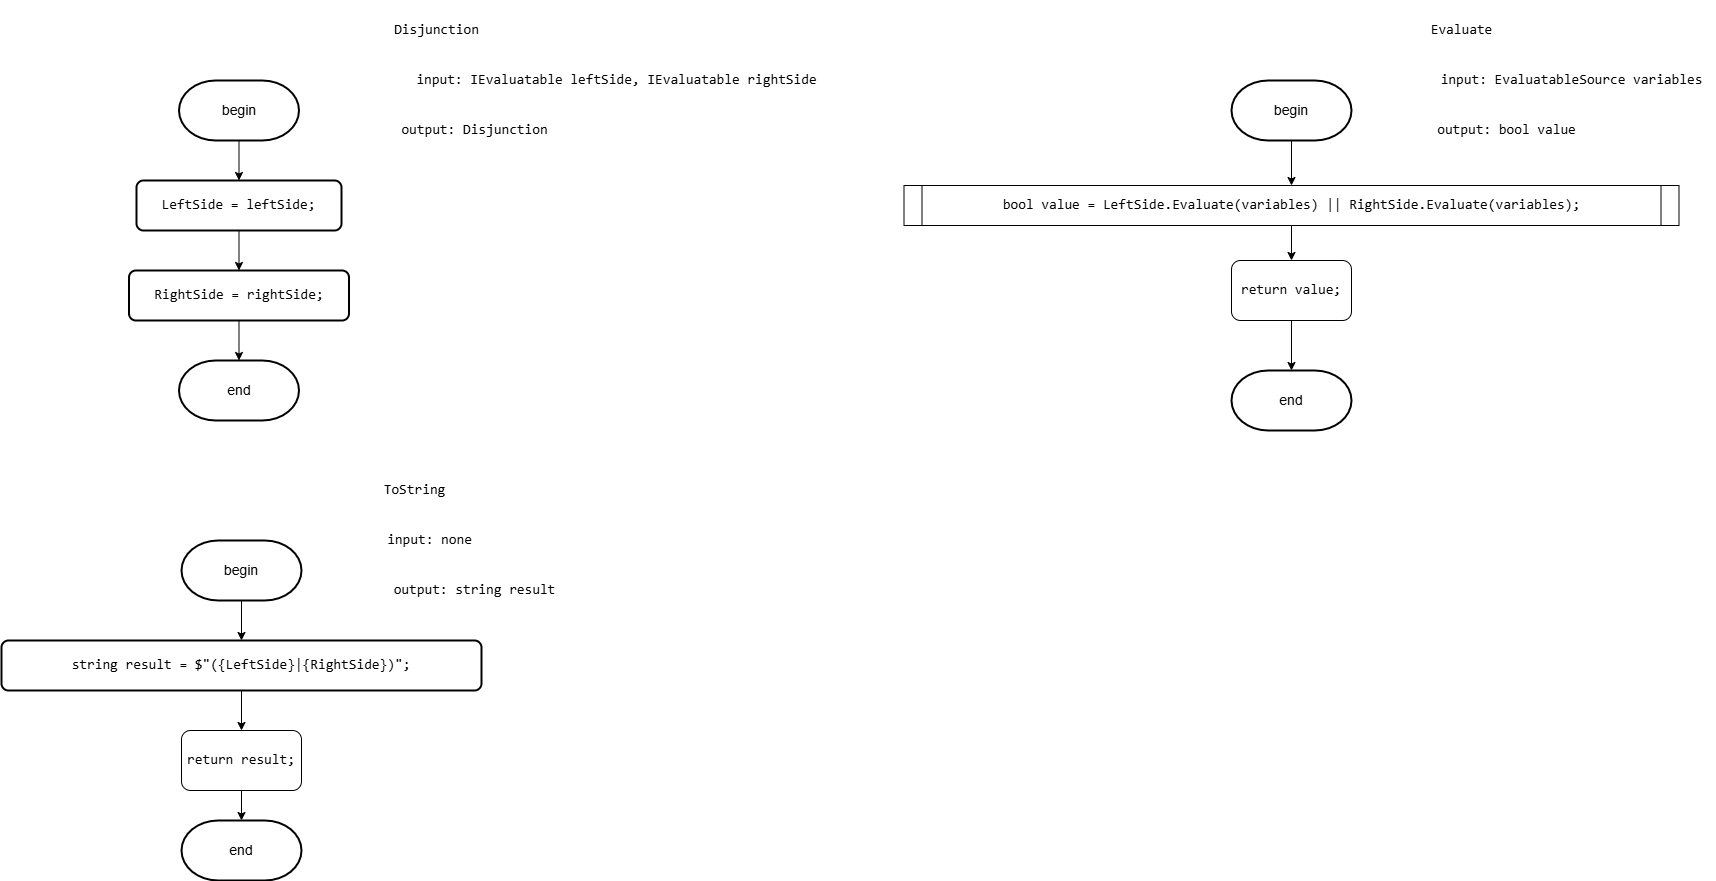 Disjunction
input: IEvaluatable leftSide, IEvaluatable rightSide
output: Disjunction
begin
LeftSide = leftSide;
RightSide = rightSide;
end
Evaluate
input: EvaluatableSource variables
output: bool value
begin
bool value = LeftSide.Evaluate(variables) || RightSide.Evaluate(variables);
return value;
end
ToString
input: none
output: string result
begin
string result = $"({LeftSide}|{RightSide})";
return result;
end